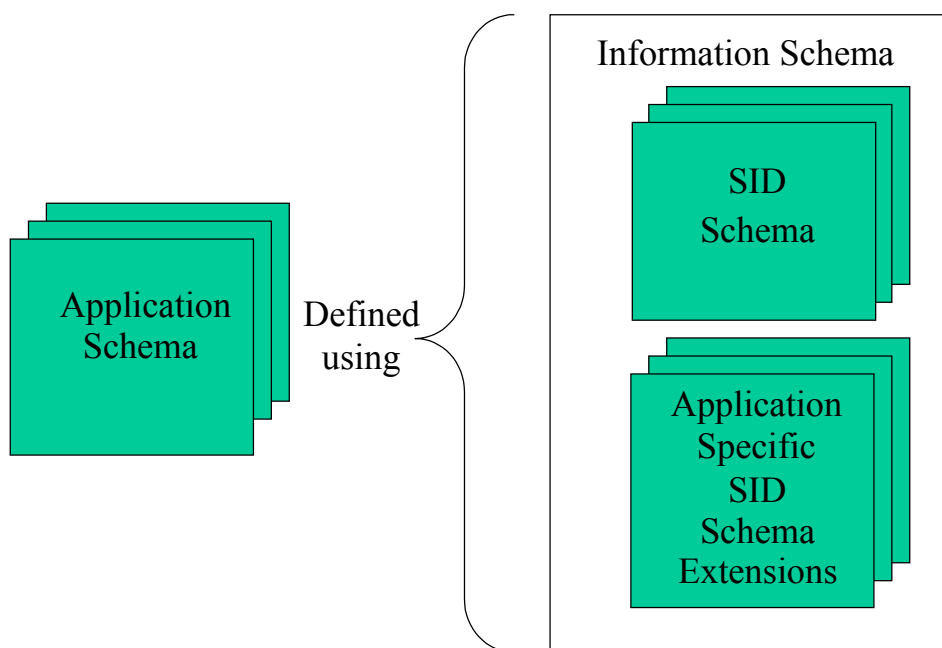 Application
Schema
Defined
using
Information Schema
SID
Schema
Application
Specific
SID
Schema
Extensions